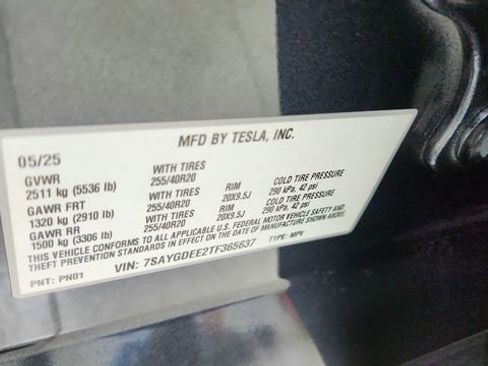 MFD BY TESLA, INC.
05/25
GVWR WITH TIRES
2511 kg (5536 lb) 255/40R20 RIM COLD TIRE PRESSURE
GAWR FRT WITH TIRES 20X9.5J 290 kPa, 42 psi
1320 kg (2910 lb) 255/40R20 RIM COLD TIRE PRESSURE
GAWR RR WITH TIRES 20X9.5J 290 kPa, 42 psi
1500 kg (3306 lb) 255/40R20
THIS VEHICLE CONFORMS TO ALL APPLICABLE U.S. FEDERAL MOTOR VEHICLE SAFETY AND
THEFT PREVENTION STANDARDS IN EFFECT ON THE DATE OF MANUFACTURE SHOWN ABOVE.
VIN: 7SAYGDEE2TF365637 TYPE: MPV
PNT: PN01